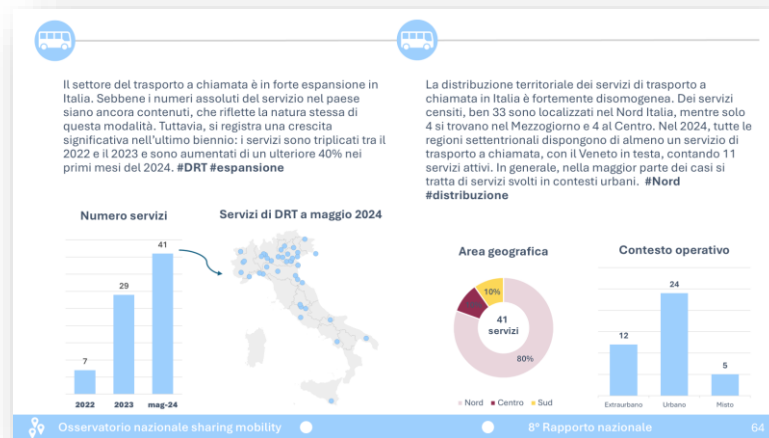 Il settore del trasporto a chiamata è in forte espansione in
Italia. Sebbene i numeri assoluti del servizio nel paese
siano ancora contenuti, che riflette la natura stessa di
questa modalità. Tuttavia, si registra una crescita
significativa nell'ultimo biennio: i servizi sono triplicati tra il
2022 e il 2023 e sono aumentati di un ulteriore 40% nei
primi mesi del 2024. #DRT #espansione
La distribuzione territoriale dei servizi di trasporto a
chiamata in Italia è fortemente disomogenea. Dei servizi
censiti, ben 33 sono localizzati nel Nord Italia, mentre solo
4 si trovano nel Mezzogiorno e 4 al Centro. Nel 2024, tutte le
regioni settentrionali dispongono di almeno un servizio di
trasporto a chiamata, con il Veneto in testa, contando 11
servizi attivi. In generale, nella maggior parte dei casi si
tratta di servizi svolti in contesti urbani. #Nord
#distribuzione
Numero servizi
41
29
7
2022 2023 mag-24
Servizi di DRT a maggio 2024
Area geografica
10%
41
servizi
80%
Nord Centro Sud
Contesto operativo
24
12
5
Extraurbano Urbano Misto
Osservatorio nazionale sharing mobility
8° Rapporto nazionale
64